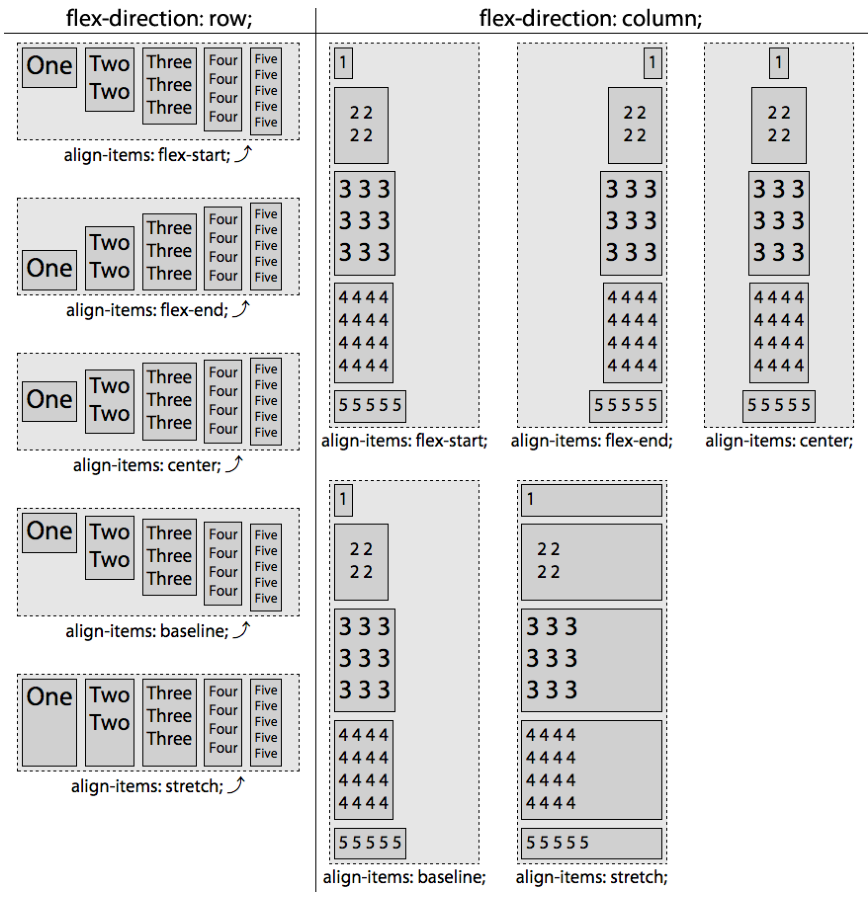 flex-direction: row;
One
Two
Two
Three
Three
Three
Four
Four
Four
Four
Five
Five
Five
Five
Five
align-items: flex-start;
One
Two
Two
Three
Three
Three
Four
Four
Four
Four
Five
Five
Five
Five
Five
align-items: flex-end;
One
Two
Two
Three
Three
Three
Four
Four
Four
Four
Five
Five
Five
Five
Five
align-items: center;
One
Two
Two
Three
Three
Three
Four
Four
Four
Four
Five
Five
Five
Five
Five
align-items: baseline;
One
Two
Two
Three
Three
Three
Four
Four
Four
Four
Five
Five
Five
Five
Five
align-items: stretch;
flex-direction: column;
1
2 2
2 2
3 3 3
3 3 3
3 3 3
4 4 4 4
4 4 4 4
4 4 4 4
4 4 4 4
5 5 5 5 5
align-items: flex-start;
1
2 2
2 2
3 3 3
3 3 3
3 3 3
4 4 4 4
4 4 4 4
4 4 4 4
4 4 4 4
5 5 5 5 5
align-items: flex-end;
1
2 2
2 2
3 3 3
3 3 3
3 3 3
4 4 4 4
4 4 4 4
4 4 4 4
4 4 4 4
5 5 5 5 5
align-items: center;
1
2 2
2 2
3 3 3
3 3 3
3 3 3
4 4 4 4
4 4 4 4
4 4 4 4
4 4 4 4
5 5 5 5 5
align-items: baseline;
1
2 2
2 2
3 3 3
3 3 3
3 3 3
4 4 4 4
4 4 4 4
4 4 4 4
4 4 4 4
5 5 5 5 5
align-items: stretch;